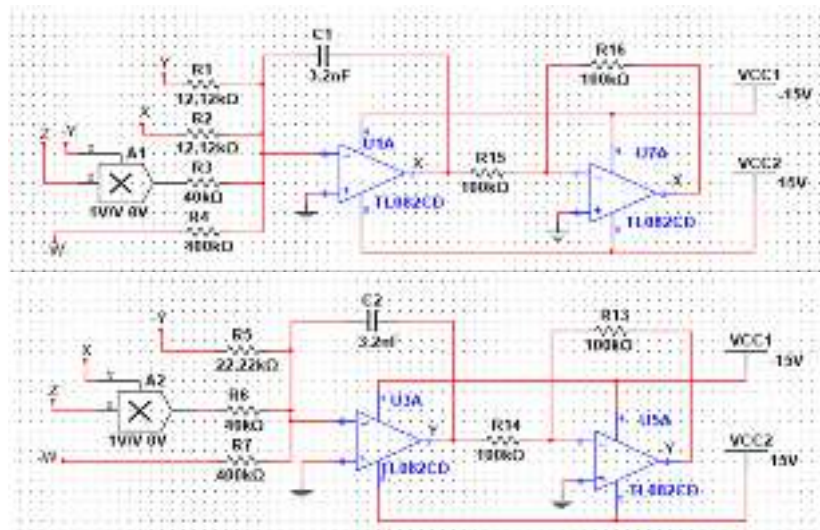 C1
3.2nF
Y
R1
12.12kΩ
X
R2
12.12kΩ
Z
-Y
A1
R3
40kΩ
1V/V 0V
R4
400kΩ
-W
U1A
X
TL082CD
R15
100kΩ
R16
100kΩ
U7A
X
TL082CD
VCC1
-15V
VCC2
15V
C2
3.2nF
Y
R5
22.22kΩ
X
A2
Z
R6
40kΩ
1V/V 0V
R7
400kΩ
-W
U3A
Y
TL082CD
R14
100kΩ
R13
100kΩ
U5A
Y
TL082CD
VCC1
15V
VCC2
15V